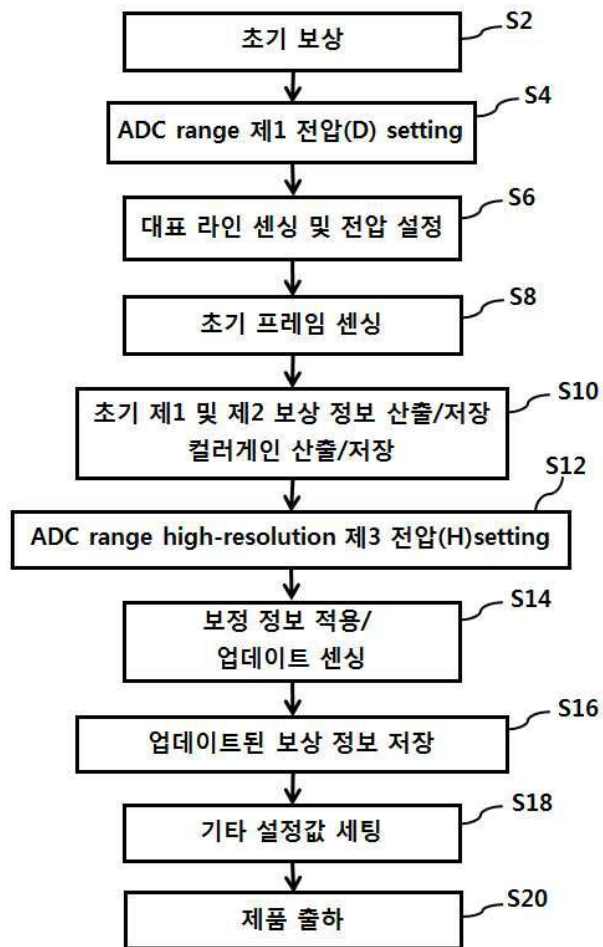 초기 보상
S2
ADC range 제1 전압(D) setting
S4
대표 라인 센싱 및 전압 설정
S6
초기 프레임 센싱
S8
초기 제1 및 제2 보상 정보 산출/저장
컬러게인 산출/저장
S10
ADC range high-resolution 제3 전압(H)setting
S12
보정 정보 적용/
업데이트 센싱
S14
업데이트된 보상 정보 저장
S16
기타 설정값 세팅
S18
제품 출하
S20